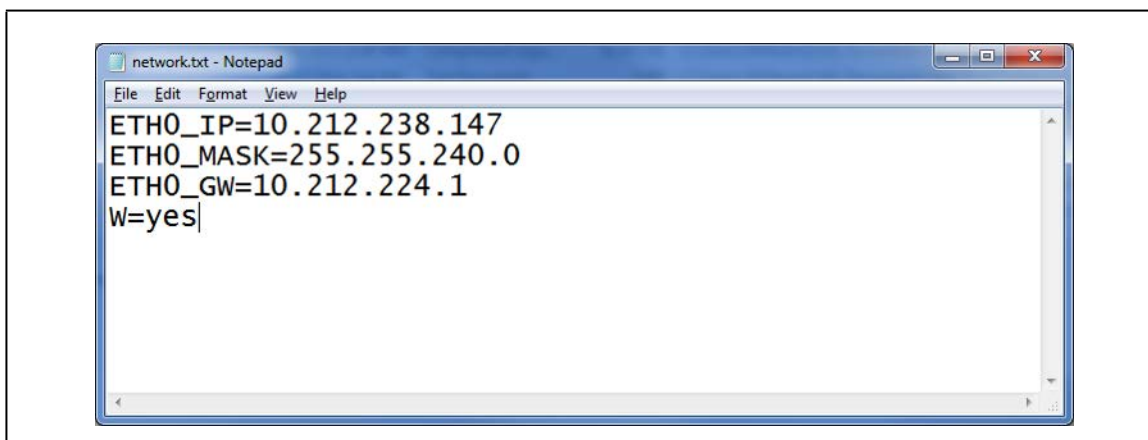 network.txt - Notepad
File Edit Format View Help
ETH0_IP=10.212.238.147
ETH0_MASK=255.255.240.0
ETH0_GW=10.212.224.1
W=yes